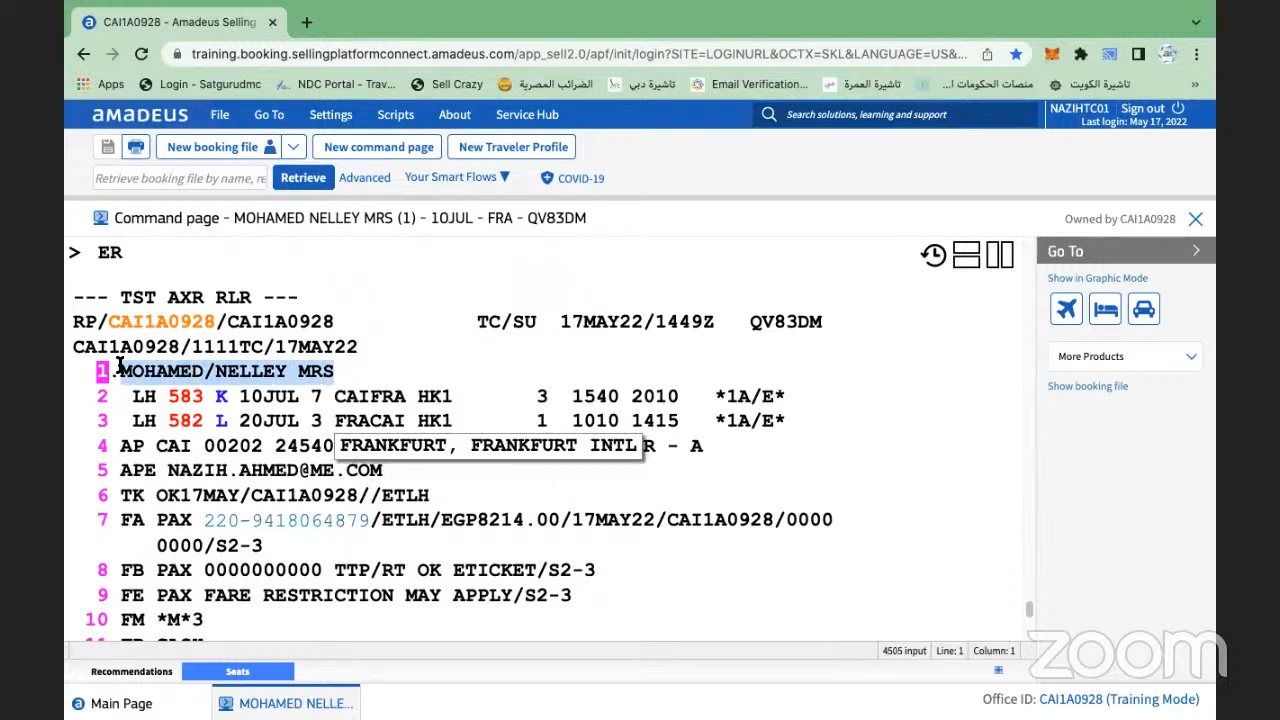 CAI1A0928 - Amadeus Selling
training.booking.sellingplatformconnect.amadeus.com/app_sell2.0/apf/init/login?SITE=LOGINURL&OCTX=SKL&LANGUAGE=US&...
Apps Login - Satgurudmc NDC Portal - Trav... Sell Crazy الضرائب المصرية تاشيرة دبي Email Verification... تاشيرة العمرة منصات الحكومات ا... تاشيرة الكويت »
amadeus File Go To Settings Scripts About Service Hub Search solutions, learning and support NAZIHTC01 Sign out
Last login: May 17, 2022
New booking file New command page New Traveler Profile
Retrieve booking file by name, re Retrieve Advanced Your Smart Flows COVID-19
Command page - MOHAMED NELLEY MRS (1) - 10JUL - FRA - QV83DM Owned by CAI1A0928
> ER
Go To
Show in Graphic Mode
More Products
Show booking file
--- TST AXR RLR ---
RP/CAI1A0928/CAI1A0928 TC/SU 17MAY22/1449Z QV83DM
CAI1A0928/1111TC/17MAY22
1.MOHAMED/NELLEY MRS
2 LH 583 K 10JUL 7 CAIFRA HK1 3 1540 2010 *1A/E*
3 LH 582 L 20JUL 3 FRACAI HK1 1 1010 1415 *1A/E*
4 AP CAI 00202 24540 FRANKFURT, FRANKFURT INTL R - A
5 APE NAZIH.AHMED@ME.COM
6 TK OK17MAY/CAI1A0928//ETLH
7 FA PAX 220-9418064879/ETLH/EGP8214.00/17MAY22/CAI1A0928/0000
0000/S2-3
8 FB PAX 0000000000 TTP/RT OK ETICKET/S2-3
9 FE PAX FARE RESTRICTION MAY APPLY/S2-3
10 FM *M*3
4505 input Line: 1 Column: 1
zoom
Recommendations Seats
Main Page MOHAMED NELLE... Office ID: CAI1A0928 (Training Mode)